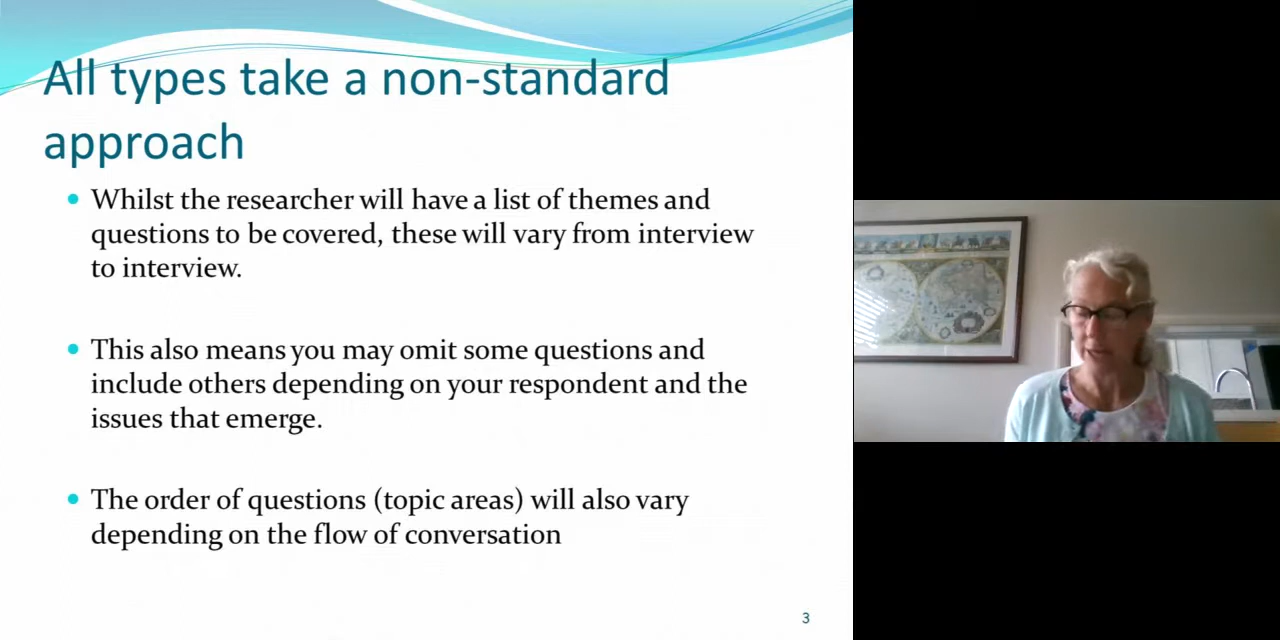 All types take a non-standard
approach
• Whilst the researcher will have a list of themes and
questions to be covered, these will vary from interview
to interview.
• This also means you may omit some questions and
include others depending on your respondent and the
issues that emerge.
• The order of questions (topic areas) will also vary
depending on the flow of conversation
3